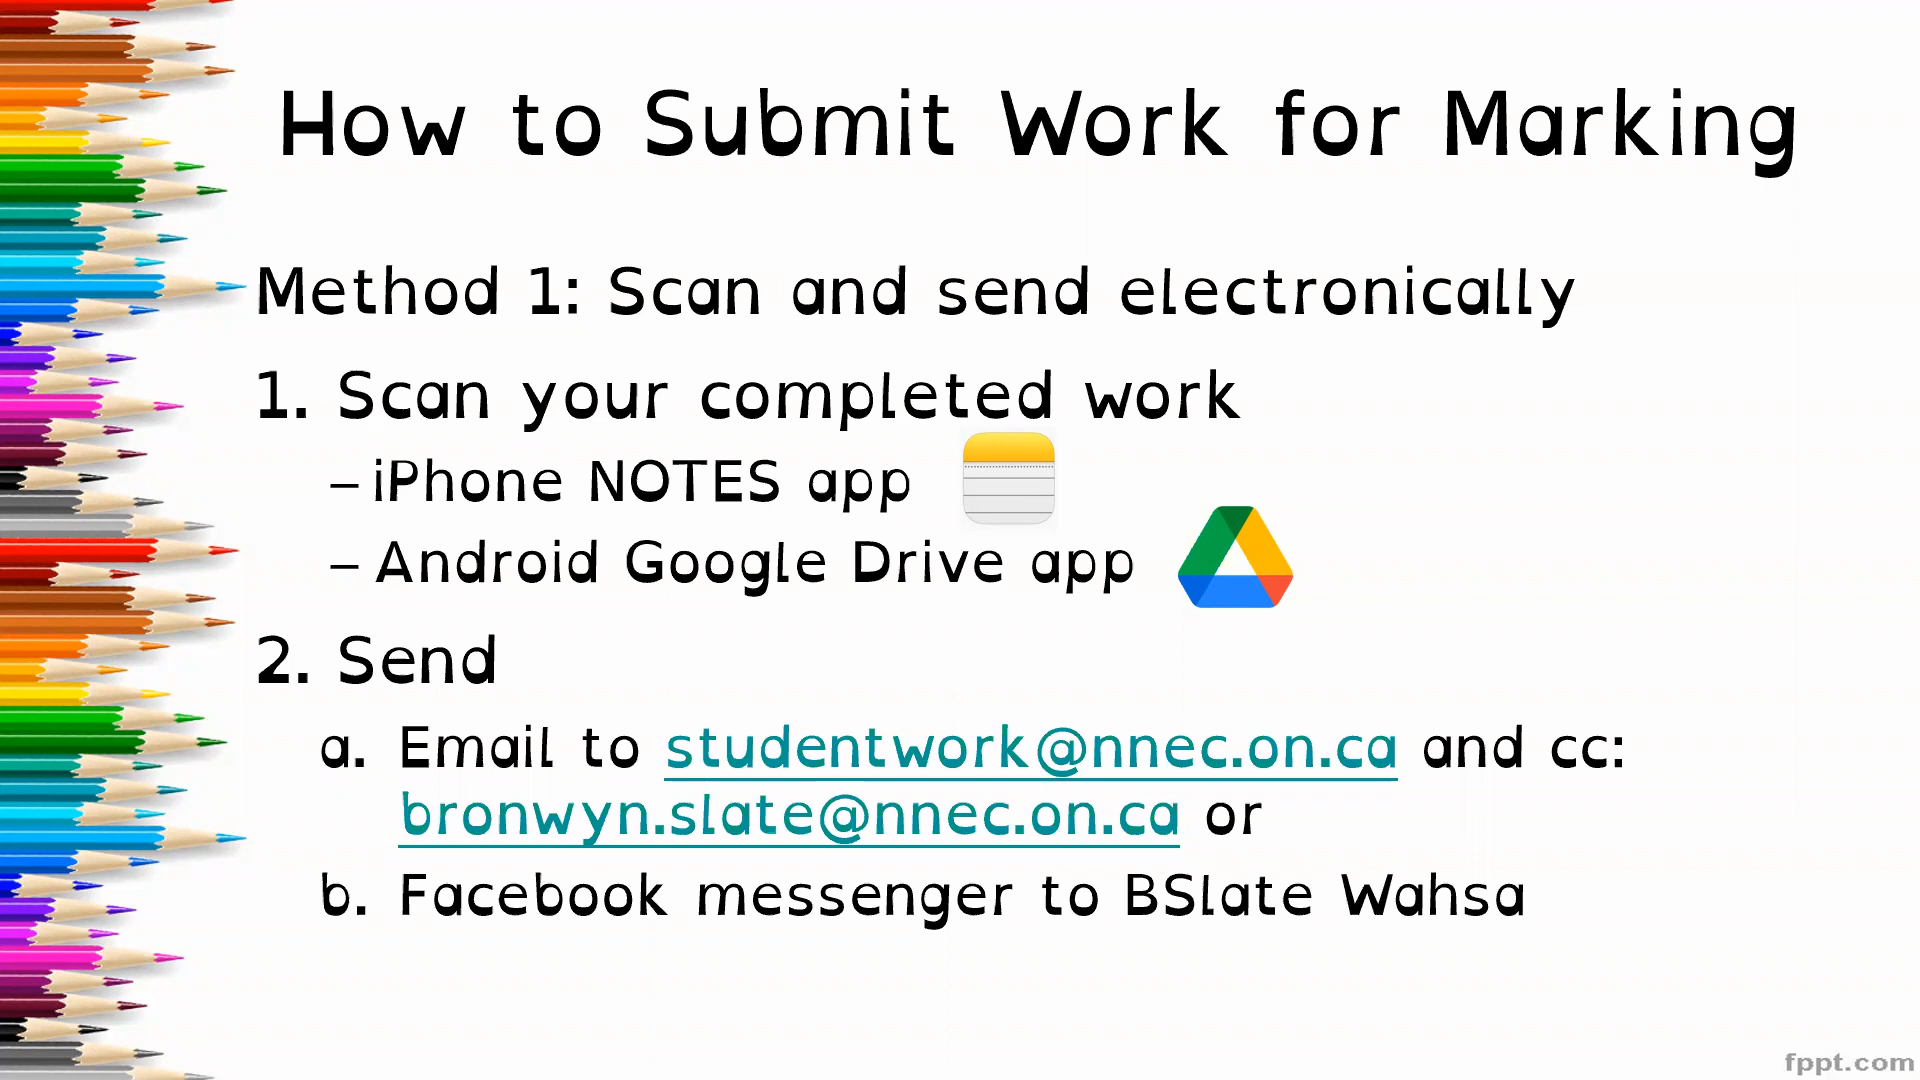 How to Submit Work for Marking
Method 1: Scan and send electronically
1. Scan your completed work
– iPhone NOTES app
– Android Google Drive app
2. Send
a. Email to studentwork@nnec.on.ca and cc:
bronwyn.slate@nnec.on.ca or
b. Facebook messenger to BSlate Wahsa
fppt.com